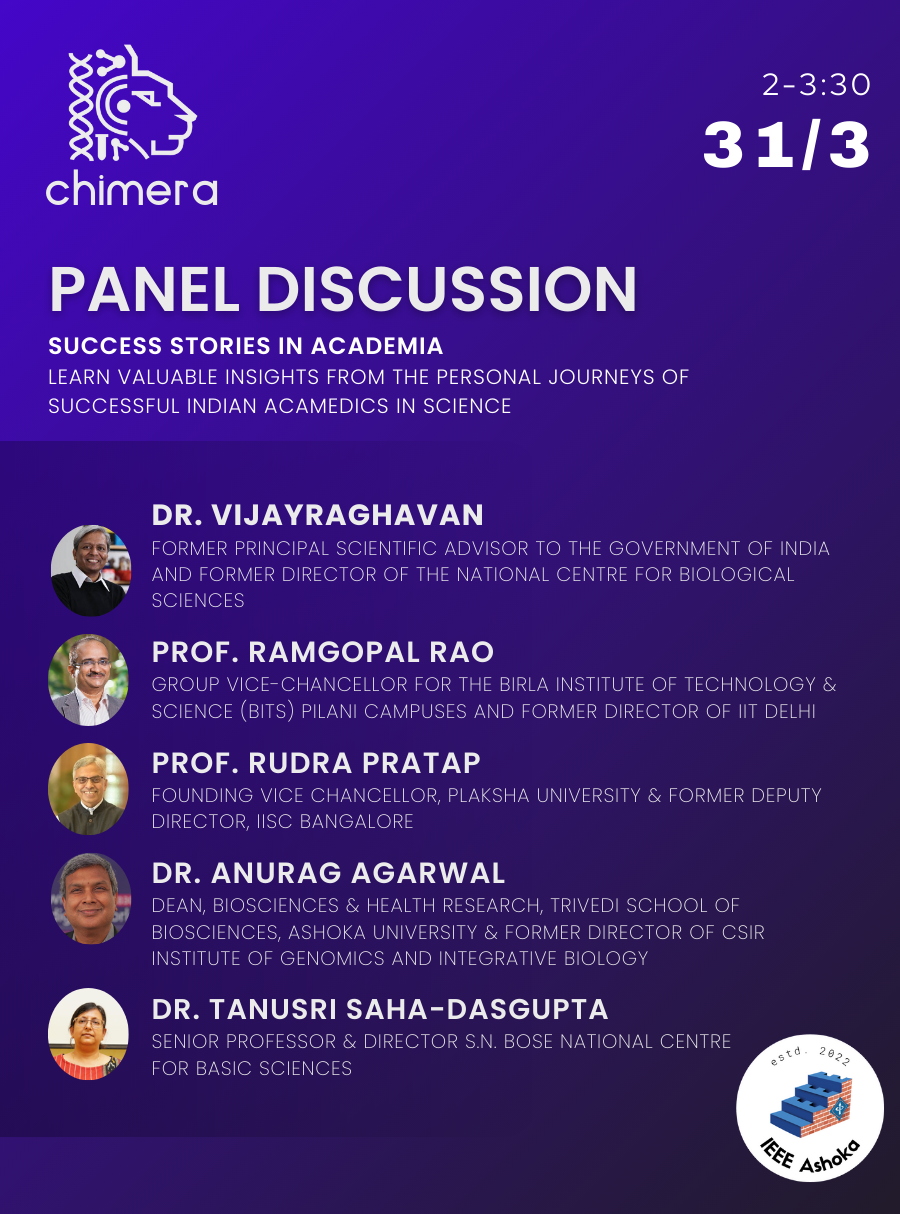 chimera
2-3:30
31/3
PANEL DISCUSSION
SUCCESS STORIES IN ACADEMIA
LEARN VALUABLE INSIGHTS FROM THE PERSONAL JOURNEYS OF
SUCCESSFUL INDIAN ACAMEDICS IN SCIENCE
DR. VIJAYRAGHAVAN
FORMER PRINCIPAL SCIENTIFIC ADVISOR TO THE GOVERNMENT OF INDIA
AND FORMER DIRECTOR OF THE NATIONAL CENTRE FOR BIOLOGICAL
SCIENCES
PROF. RAMGOPAL RAO
GROUP VICE-CHANCELLOR FOR THE BIRLA INSTITUTE OF TECHNOLOGY &
SCIENCE (BITS) PILANI CAMPUSES AND FORMER DIRECTOR OF IIT DELHI
PROF. RUDRA PRATAP
FOUNDING VICE CHANCELLOR, PLAKSHA UNIVERSITY & FORMER DEPUTY
DIRECTOR, IISC BANGALORE
DR. ANURAG AGARWAL
DEAN, BIOSCIENCES & HEALTH RESEARCH, TRIVEDI SCHOOL OF
BIOSCIENCES, ASHOKA UNIVERSITY & FORMER DIRECTOR OF CSIR
INSTITUTE OF GENOMICS AND INTEGRATIVE BIOLOGY
DR. TANUSRI SAHA-DASGUPTA
SENIOR PROFESSOR & DIRECTOR S.N. BOSE NATIONAL CENTRE
FOR BASIC SCIENCES
estd. 2022
IEEE Ashoka